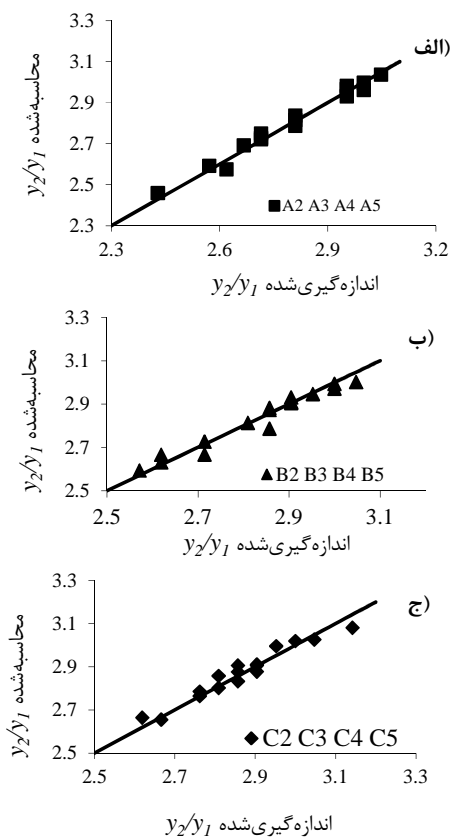 الف)
3.3
3.1
2.9
2.7
2.5
2.3
2.3 2.6 2.9 3.2
y2/y1 محاسبه‌شده
A2 A3 A4 A5
y2/y1 اندازه‌گیری‌شده
ب)
3.3
3.1
2.9
2.7
2.5
2.5 2.7 2.9 3.1
y2/y1 محاسبه‌شده
B2 B3 B4 B5
y2/y1 اندازه‌گیری‌شده
ج)
3.3
3.1
2.9
2.7
2.5
2.5 2.7 2.9 3.1 3.3
y2/y1 محاسبه‌شده
C2 C3 C4 C5
y2/y1 اندازه‌گیری‌شده